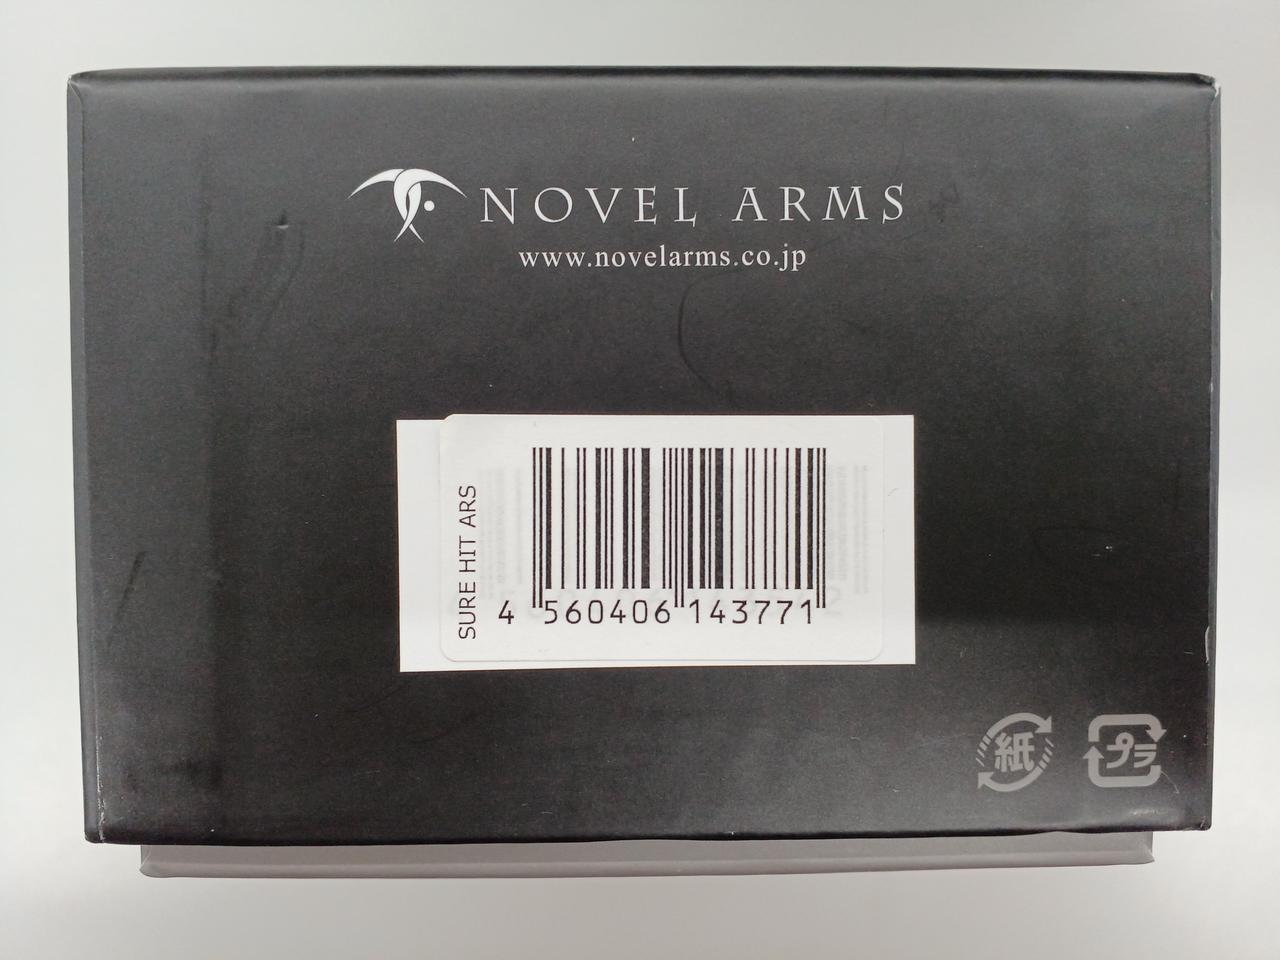 NOVEL ARMS
www.novelarms.co.jp
SURE HIT ARS
4 560406 143771
紙
プラ